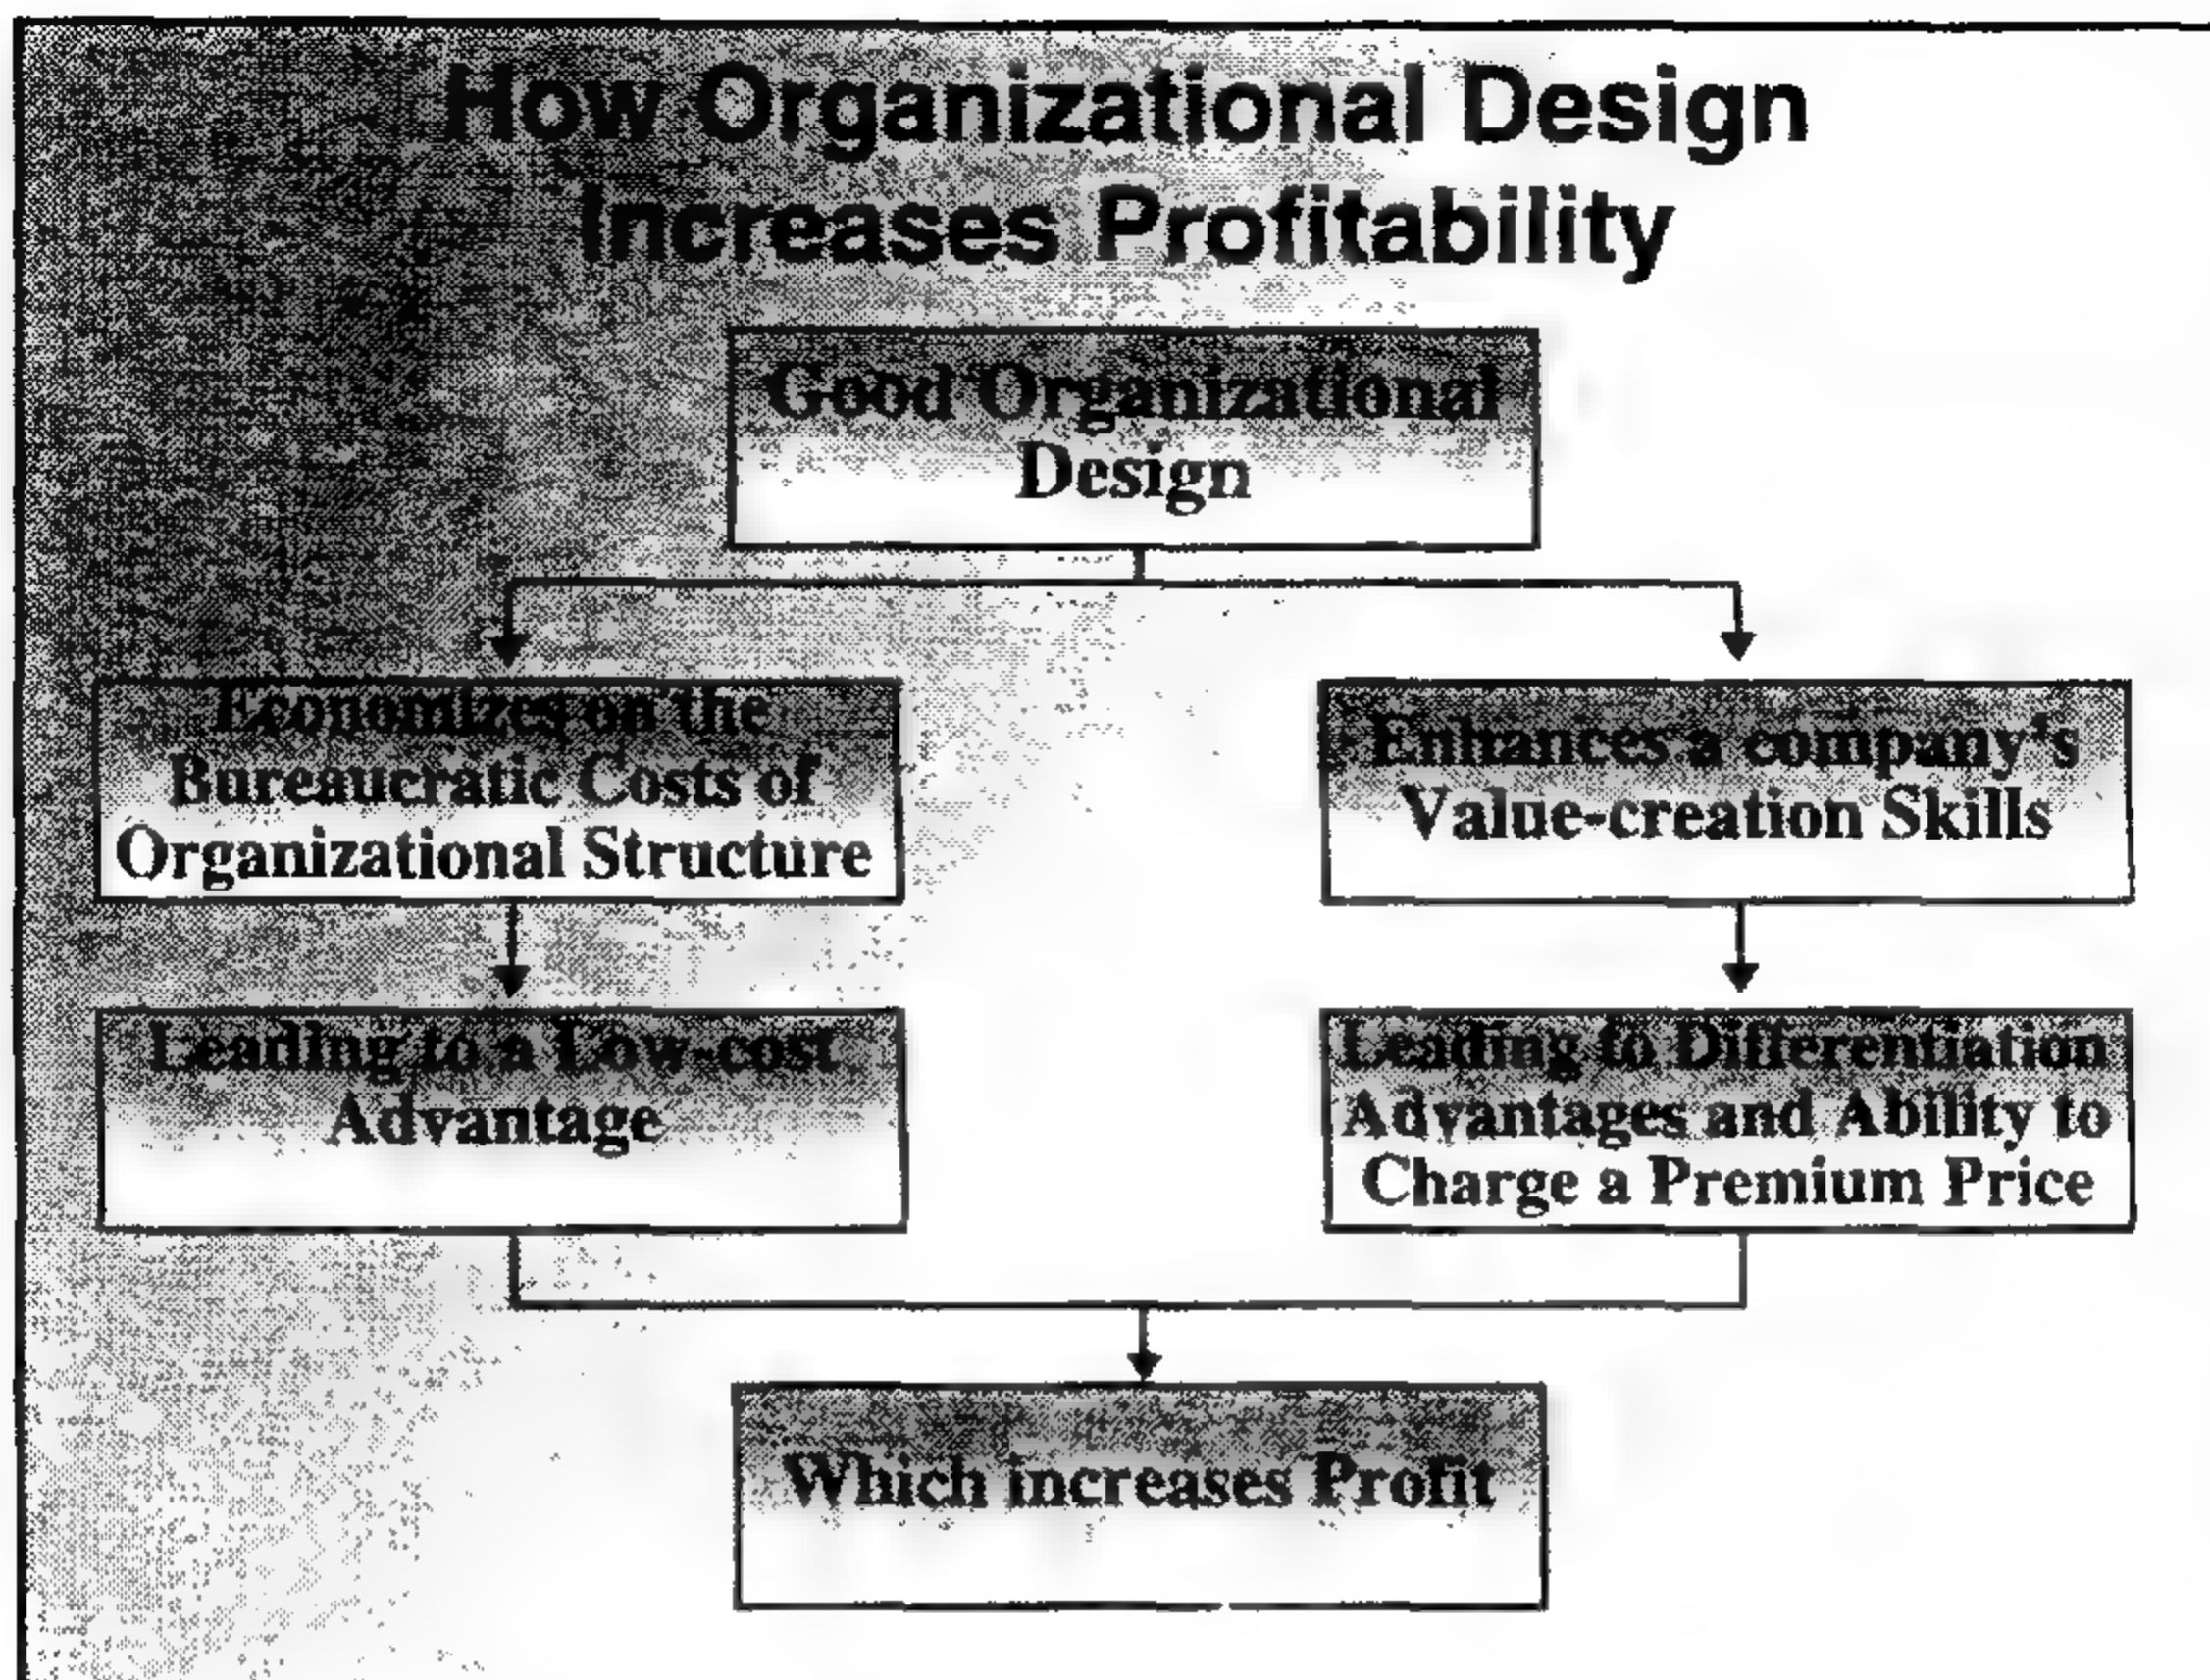 How Organizational Design
Increases Profitability
Good Organizational
Design
Economizes on the
Bureaucratic Costs of
Organizational Structure
Enhances a company's
Value-creation Skills
Leading to a Low-cost
Advantage
Leading to Differentiation
Advantages and Ability to
Charge a Premium Price
Which increases Profit